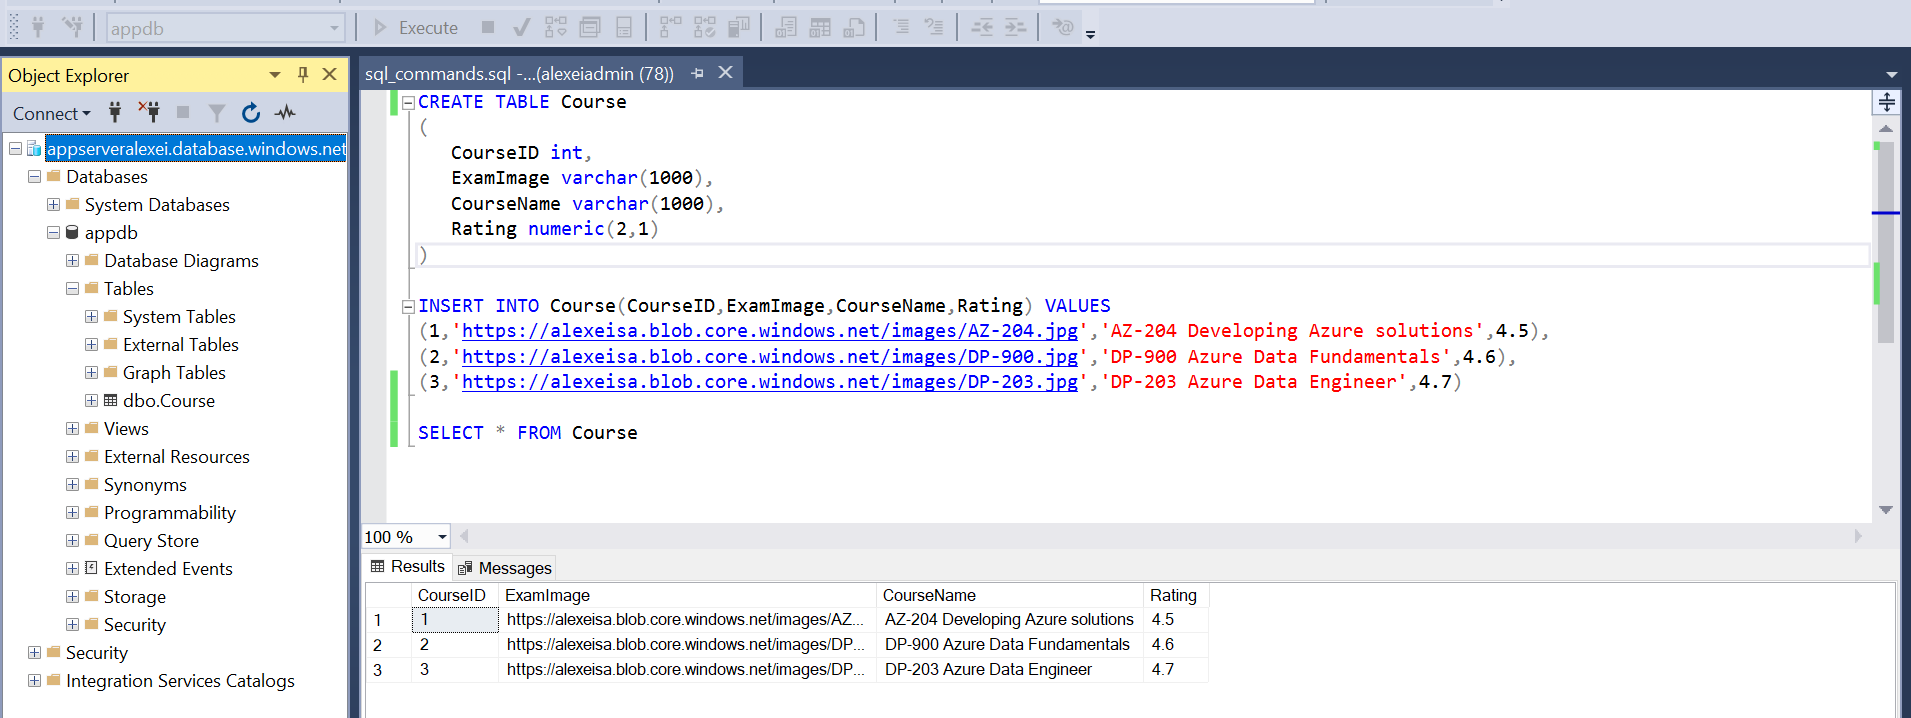 appdb
Execute
Object Explorer
Connect
appserveralexei.database.windows.net
Databases
System Databases
appdb
Database Diagrams
Tables
System Tables
External Tables
Graph Tables
dbo.Course
Views
External Resources
Synonyms
Programmability
Query Store
Extended Events
Storage
Security
Security
Integration Services Catalogs
sql_commands.sql -...(alexeiadmin (78))
CREATE TABLE Course
(
CourseID int,
ExamImage varchar(1000),
CourseName varchar(1000),
Rating numeric(2,1)
)
INSERT INTO Course(CourseID,ExamImage,CourseName,Rating) VALUES
(1,'https://alexeisa.blob.core.windows.net/images/AZ-204.jpg','AZ-204 Developing Azure solutions',4.5),
(2,'https://alexeisa.blob.core.windows.net/images/DP-900.jpg','DP-900 Azure Data Fundamentals',4.6),
(3,'https://alexeisa.blob.core.windows.net/images/DP-203.jpg','DP-203 Azure Data Engineer',4.7)
SELECT * FROM Course
100 %
Results Messages
CourseID ExamImage CourseName Rating
1 1 https://alexeisa.blob.core.windows.net/images/AZ... AZ-204 Developing Azure solutions 4.5
2 2 https://alexeisa.blob.core.windows.net/images/DP... DP-900 Azure Data Fundamentals 4.6
3 3 https://alexeisa.blob.core.windows.net/images/DP... DP-203 Azure Data Engineer 4.7